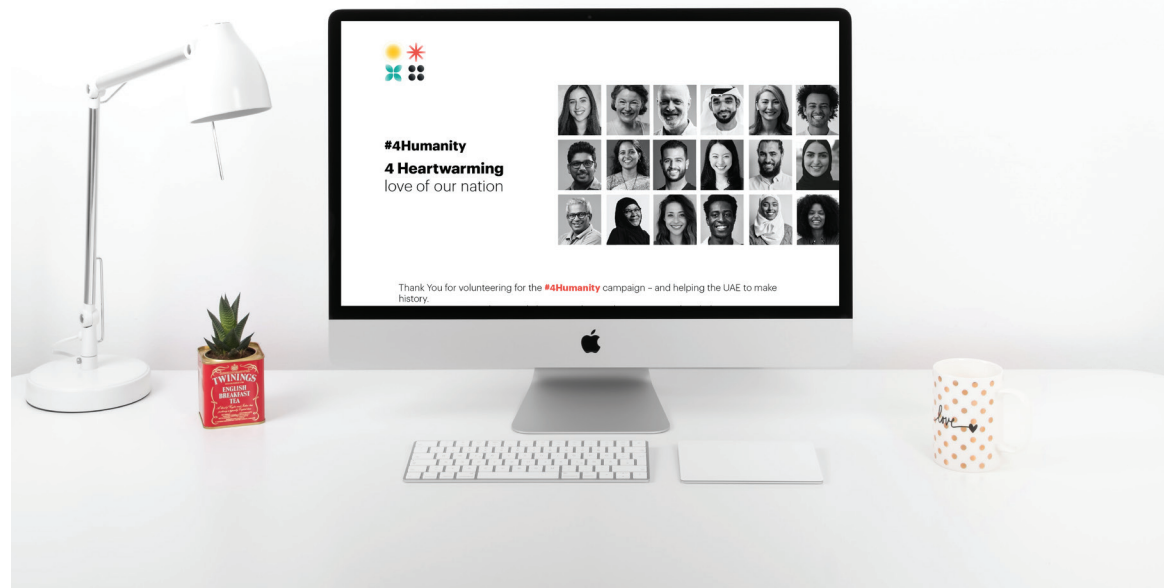 #4Humanity
4 Heartwarming
love of our nation
Thank You for volunteering for the #4Humanity campaign – and helping the UAE to make
history.
TWININGS
ENGLISH
BREAKFAST
TEA
love